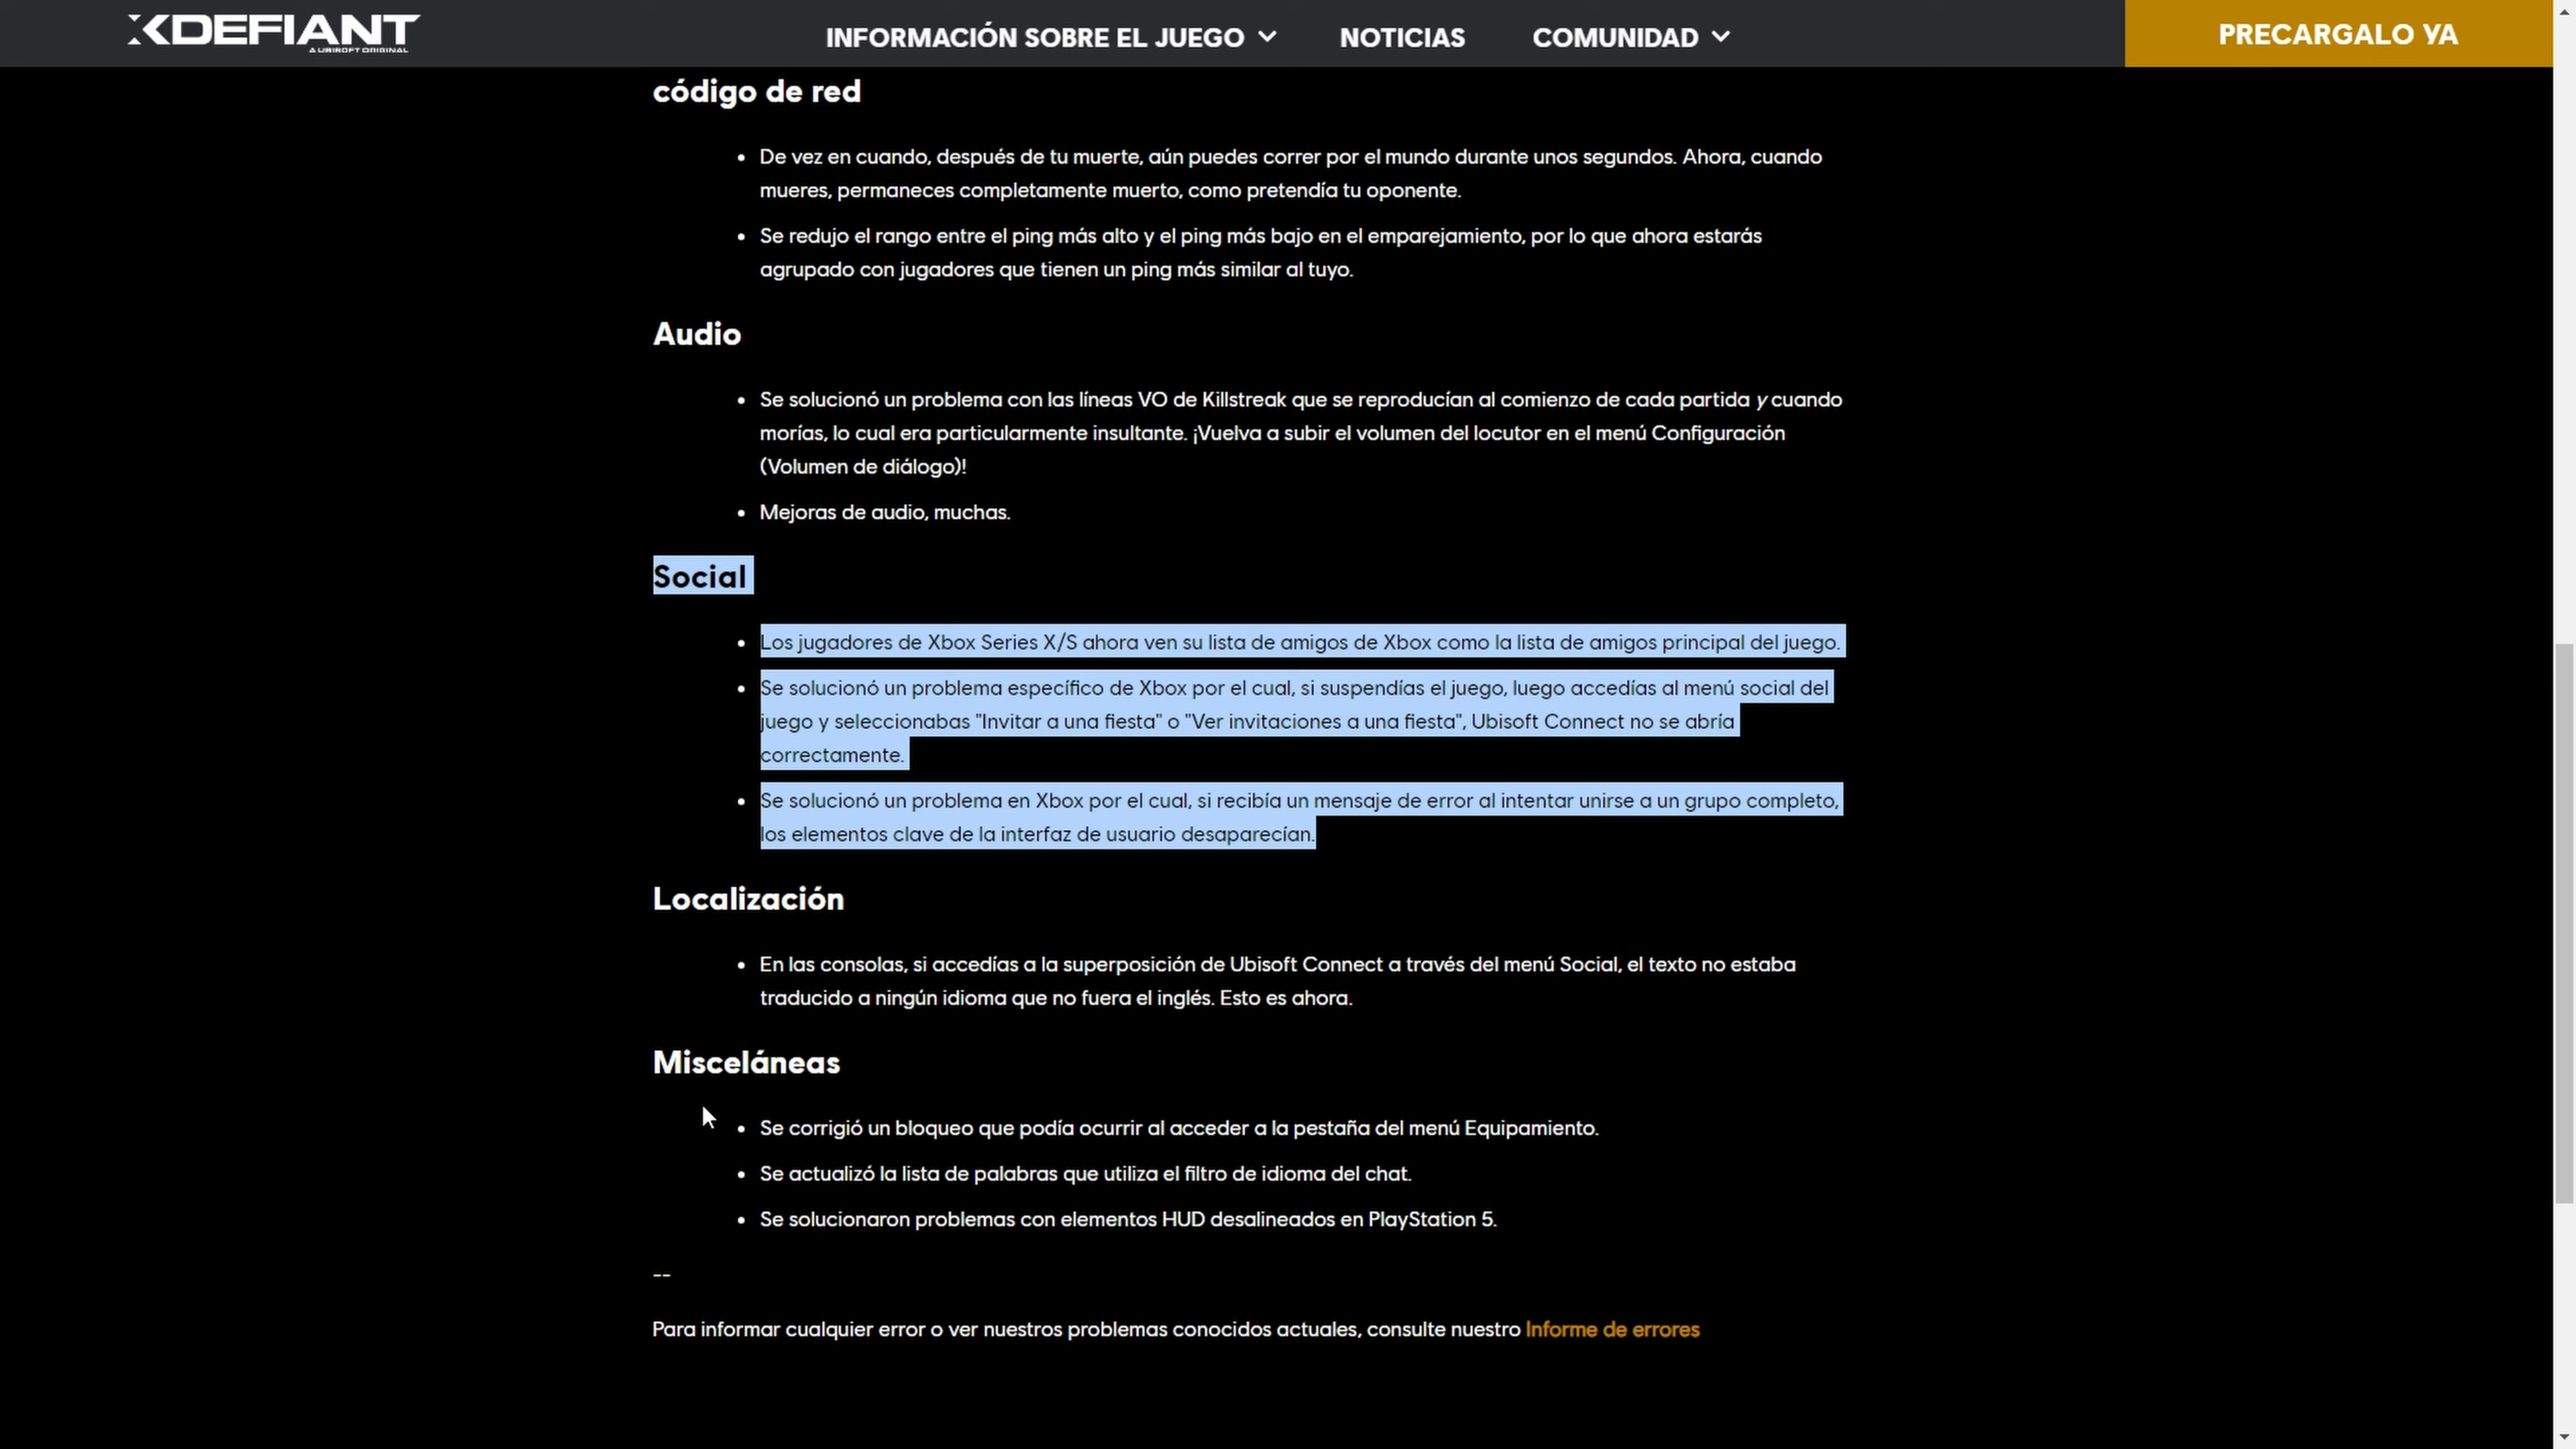 XDEFIANT
A UBISOFT ORIGINAL
INFORMACIÓN SOBRE EL JUEGO
NOTICIAS
COMUNIDAD
PRECARGALO YA
código de red
De vez en cuando, después de tu muerte, aún puedes correr por el mundo durante unos segundos. Ahora, cuando
mueres, permaneces completamente muerto, como pretendía tu oponente.
Se redujo el rango entre el ping más alto y el ping más bajo en el emparejamiento, por lo que ahora estarás
agrupado con jugadores que tienen un ping más similar al tuyo.
Audio
Se solucionó un problema con las líneas VO de Killstreak que se reproducían al comienzo de cada partida y cuando
morías, lo cual era particularmente insultante. ¡Vuelva a subir el volumen del locutor en el menú Configuración
(Volumen de diálogo)!
Mejoras de audio, muchas.
Social
Los jugadores de Xbox Series X/S ahora ven su lista de amigos de Xbox como la lista de amigos principal del juego.
Se solucionó un problema específico de Xbox por el cual, si suspendías el juego, luego accedías al menú social del
juego y seleccionabas "Invitar a una fiesta" o "Ver invitaciones a una fiesta", Ubisoft Connect no se abría
correctamente.
Se solucionó un problema en Xbox por el cual, si recibía un mensaje de error al intentar unirse a un grupo completo,
los elementos clave de la interfaz de usuario desaparecían.
Localización
En las consolas, si accedías a la superposición de Ubisoft Connect a través del menú Social, el texto no estaba
traducido a ningún idioma que no fuera el inglés. Esto es ahora.
Misceláneas
Se corrigió un bloqueo que podía ocurrir al acceder a la pestaña del menú Equipamiento.
Se actualizó la lista de palabras que utiliza el filtro de idioma del chat.
Se solucionaron problemas con elementos HUD desalineados en PlayStation 5.
--
Para informar cualquier error o ver nuestros problemas conocidos actuales, consulte nuestro Informe de errores